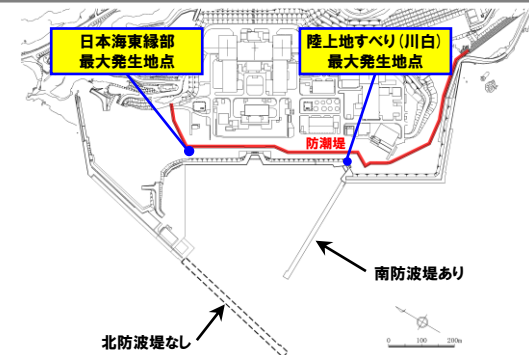 日本海東縁部
最大発生地点
陸上地すべり（川白）
最大発生地点
防潮堤
南防波堤あり
北防波堤なし
0 100 200m